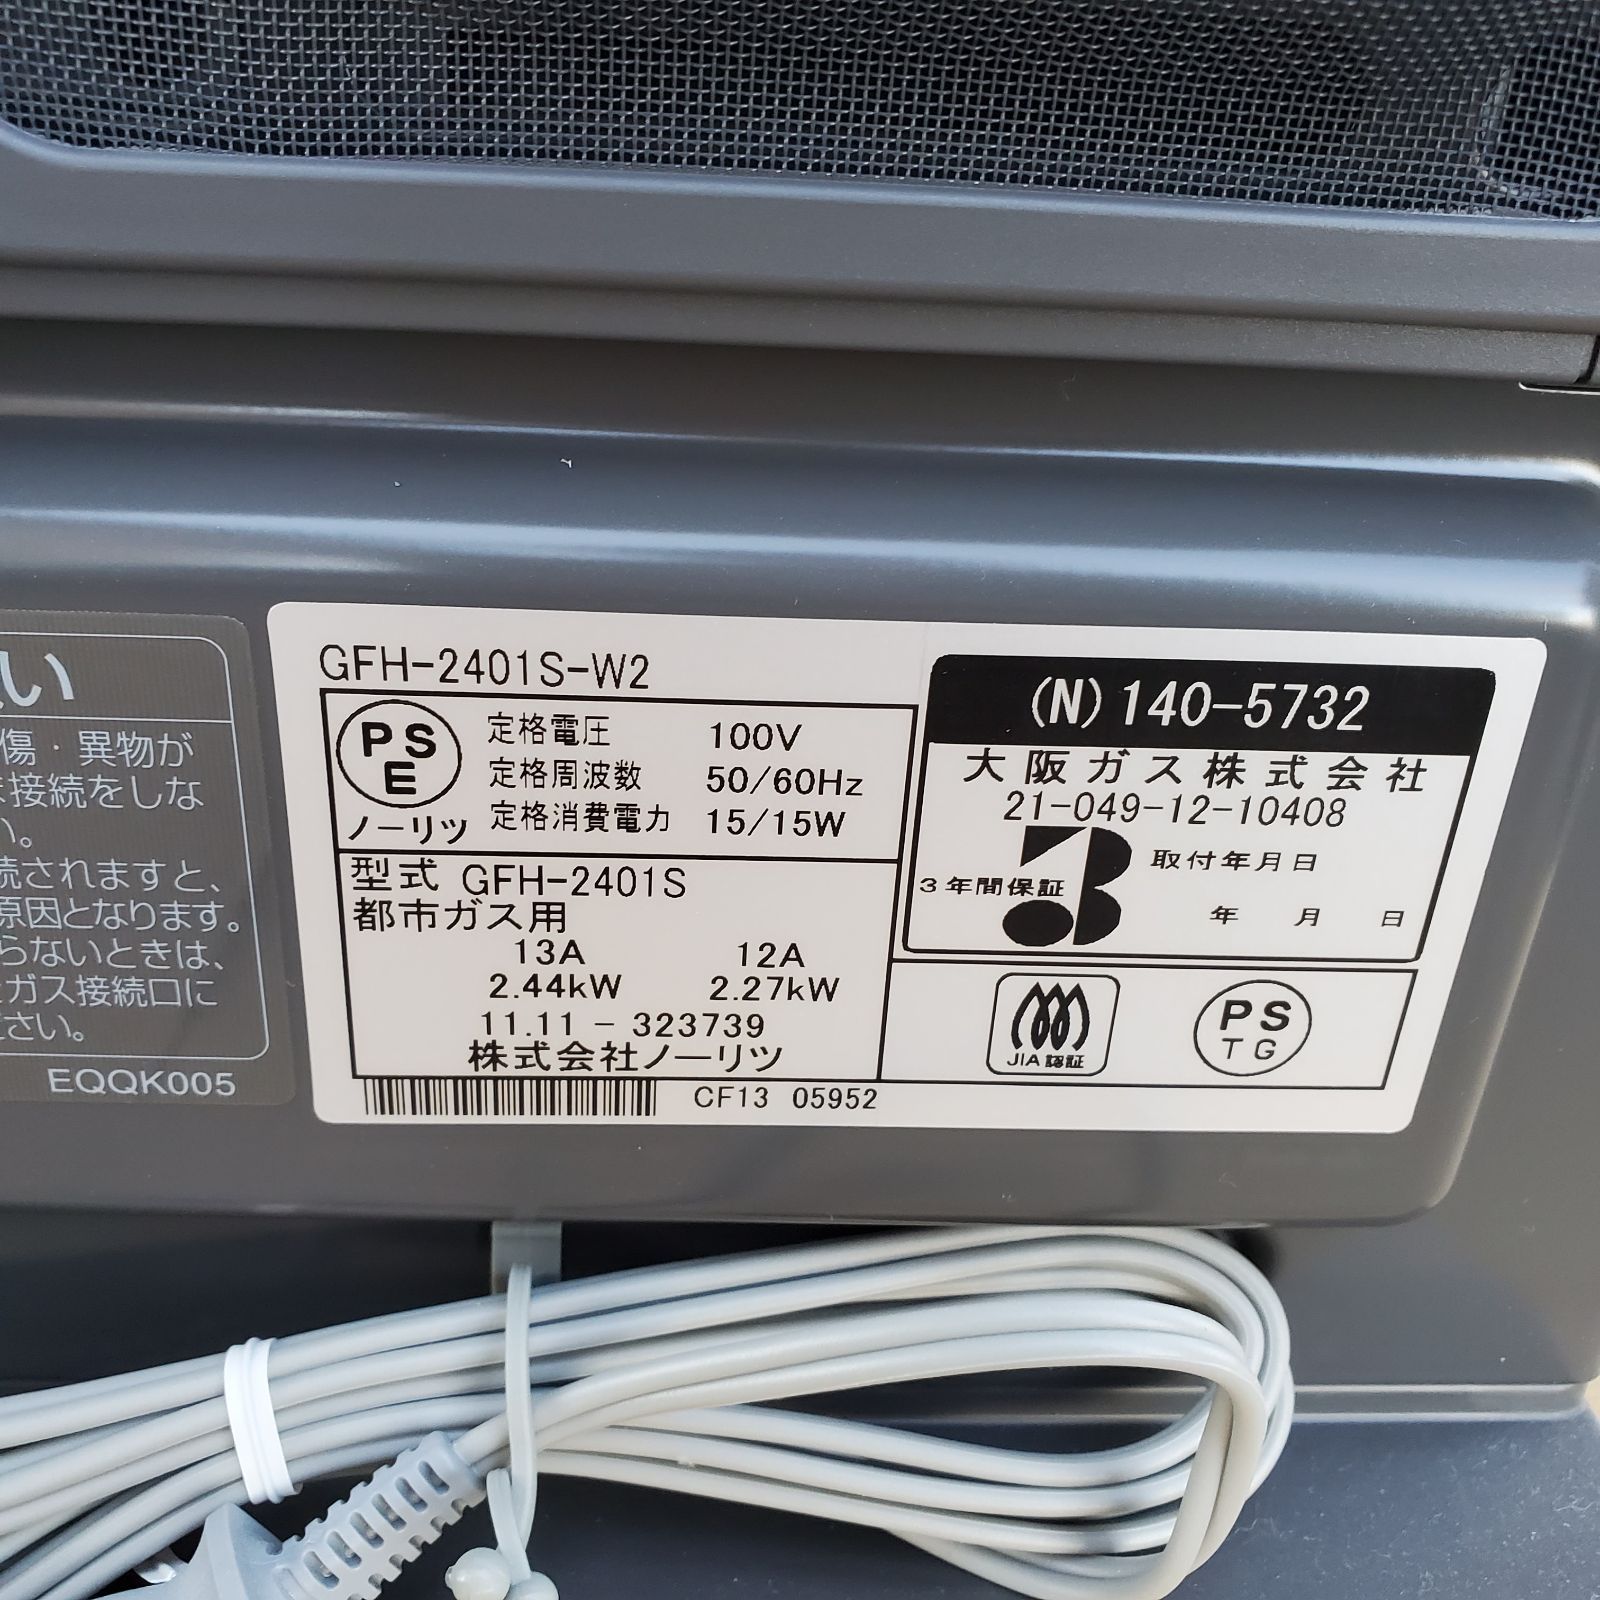 い
傷・異物が
接続をしな
い。
続されますと、
原因となります。
らないときは、
ガス接続口に
ださい。
EQQK005
GFH-2401S-W2
PSE
ノーリツ
定格電圧 100V
定格周波数 50/60Hz
定格消費電力 15/15W
型式 GFH-2401S
都市ガス用
13A 12A
2.44kW 2.27kW
11.11 - 323739
株式会社ノーリツ
CF13 05952
(N) 140-5732
大阪ガス株式会社
21-049-12-10408
3年間保証
取付年月日
年 月 日
JIA 認証
PS
TG